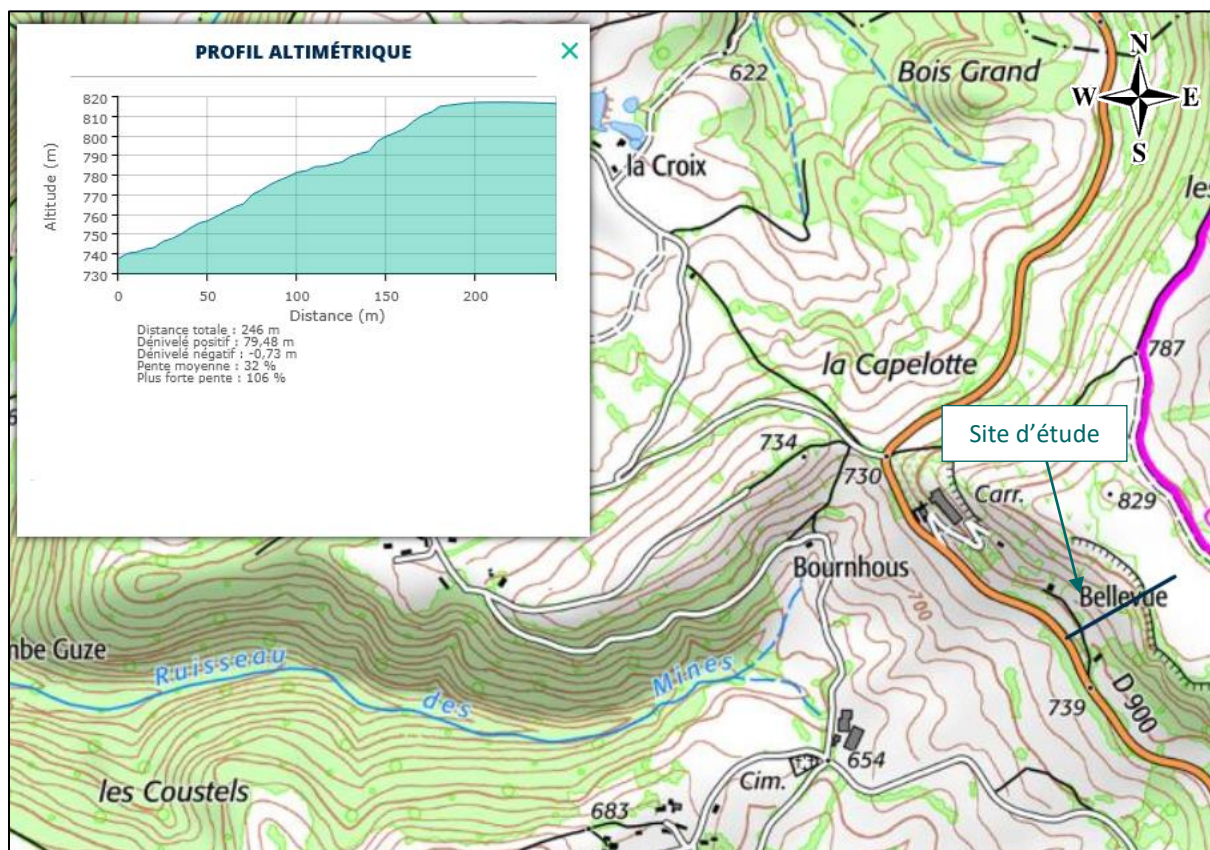 PROFIL ALTIMÉTRIQUE
×
Altitude (m)
820
810
800
790
780
770
760
750
740
730
0
50
100
150
200
Distance (m)
Distance totale : 246 m
Dénivelé positif : 79,48 m
Dénivelé négatif : -0,73 m
Pente moyenne : 32 %
Plus forte pente : 106 %
N
W
E
S
622
Bois Grand
la Croix
les
la Capelotte
787
Site d’étude
734
730
Carr.
829
Bournhous
700
Bellevue
mbe Guze
Ruisseau
des
Mines
D 900
739
654
Cim.
les Coustels
683